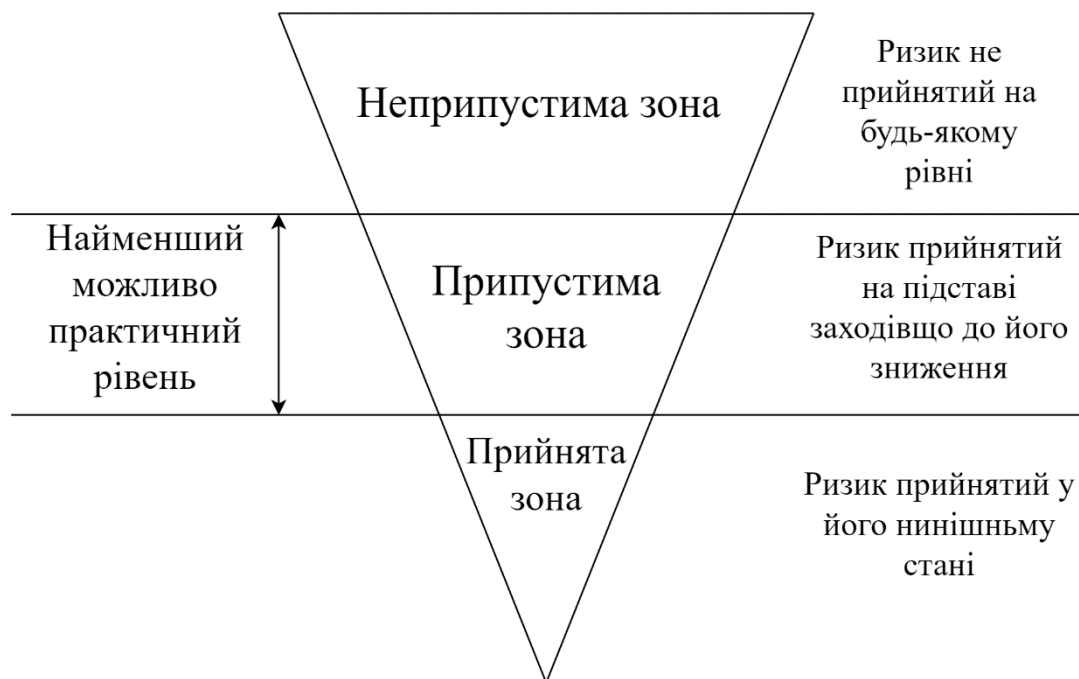 Неприпустима зона
Ризик не
прийнятий на
будь-якому
рівні
Найменший
можливо
практичний
рівень
Припустима
зона
Ризик прийнятий
на підставі
заходівщо до його
зниження
Прийнята
зона
Ризик прийнятий у
його нинішньму
стані